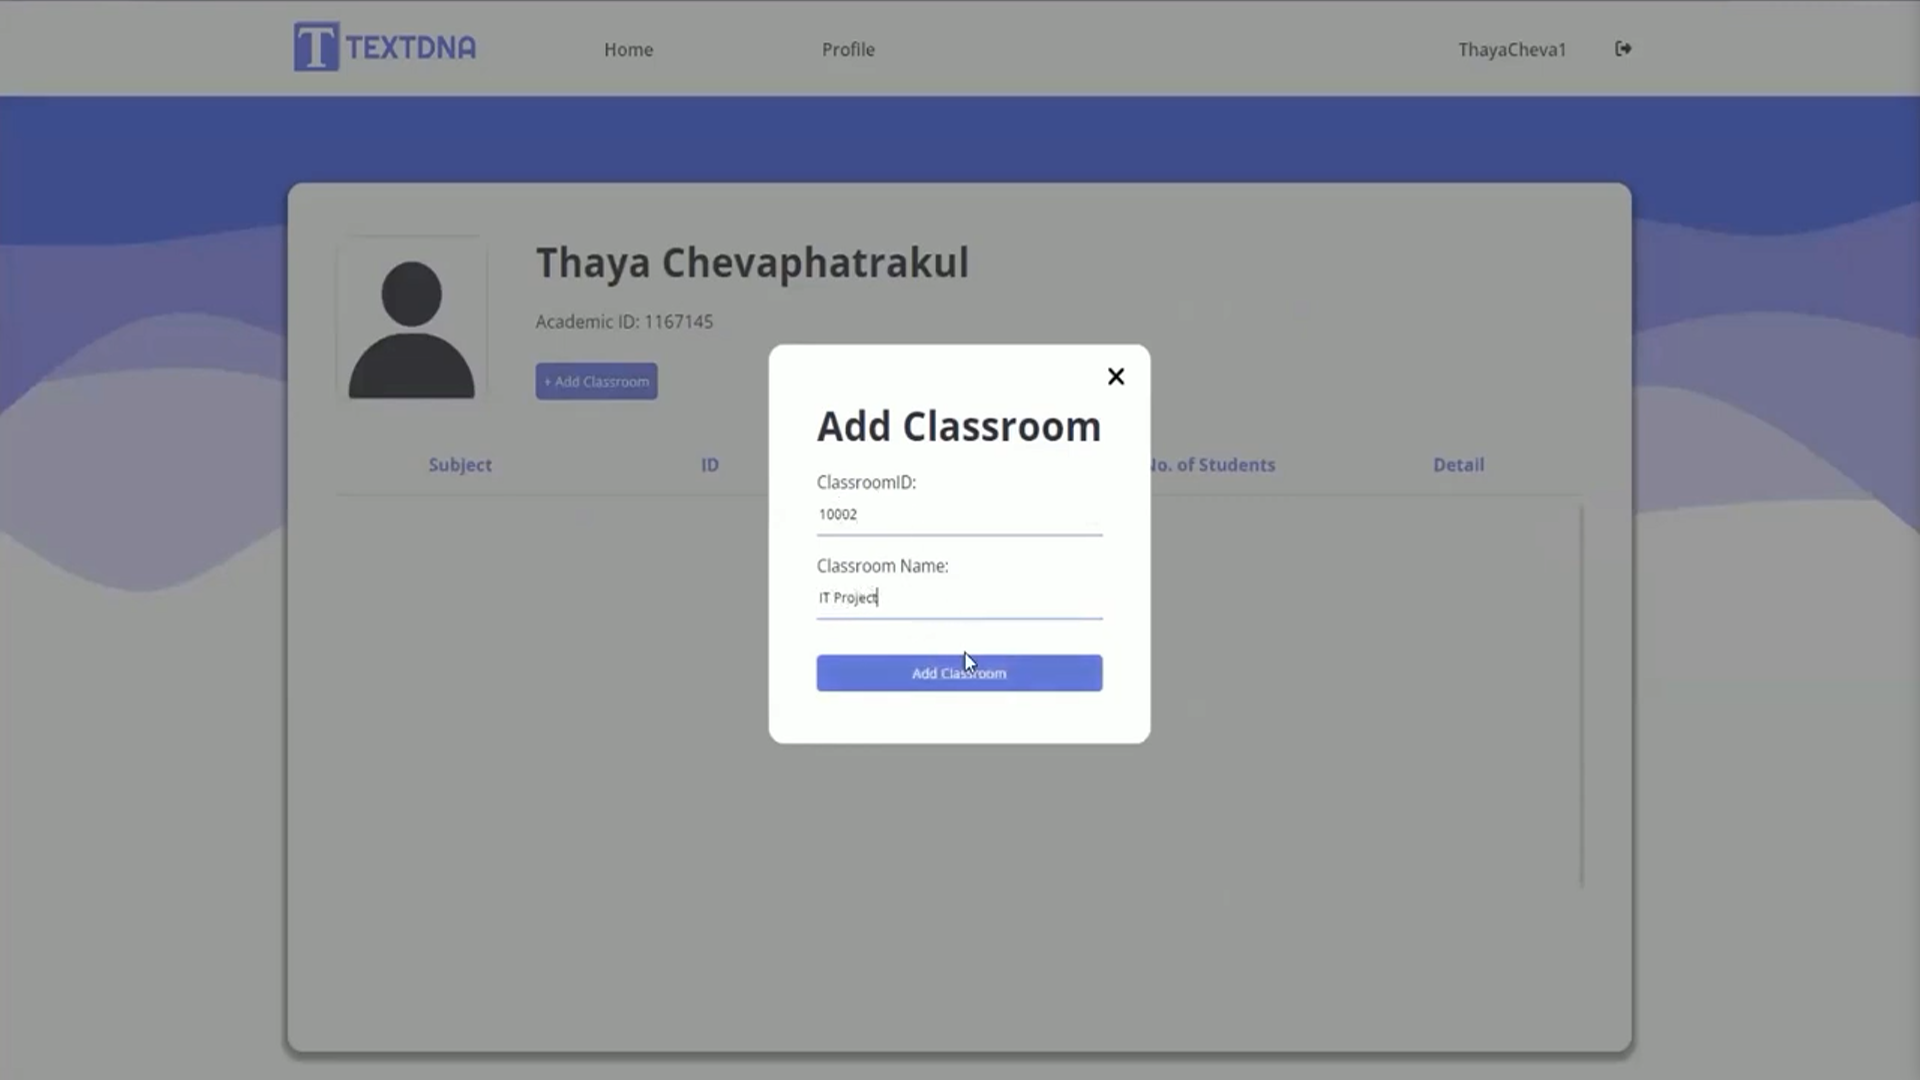 T TEXTDNA
Home
Profile
ThayaCheva1
Thaya Chevaphatrakul
Academic ID: 1167145
+ Add Classroom
Subject
ID
No. of Students
Detail
Add Classroom
ClassroomID:
10002
Classroom Name:
IT Project
Add Classroom